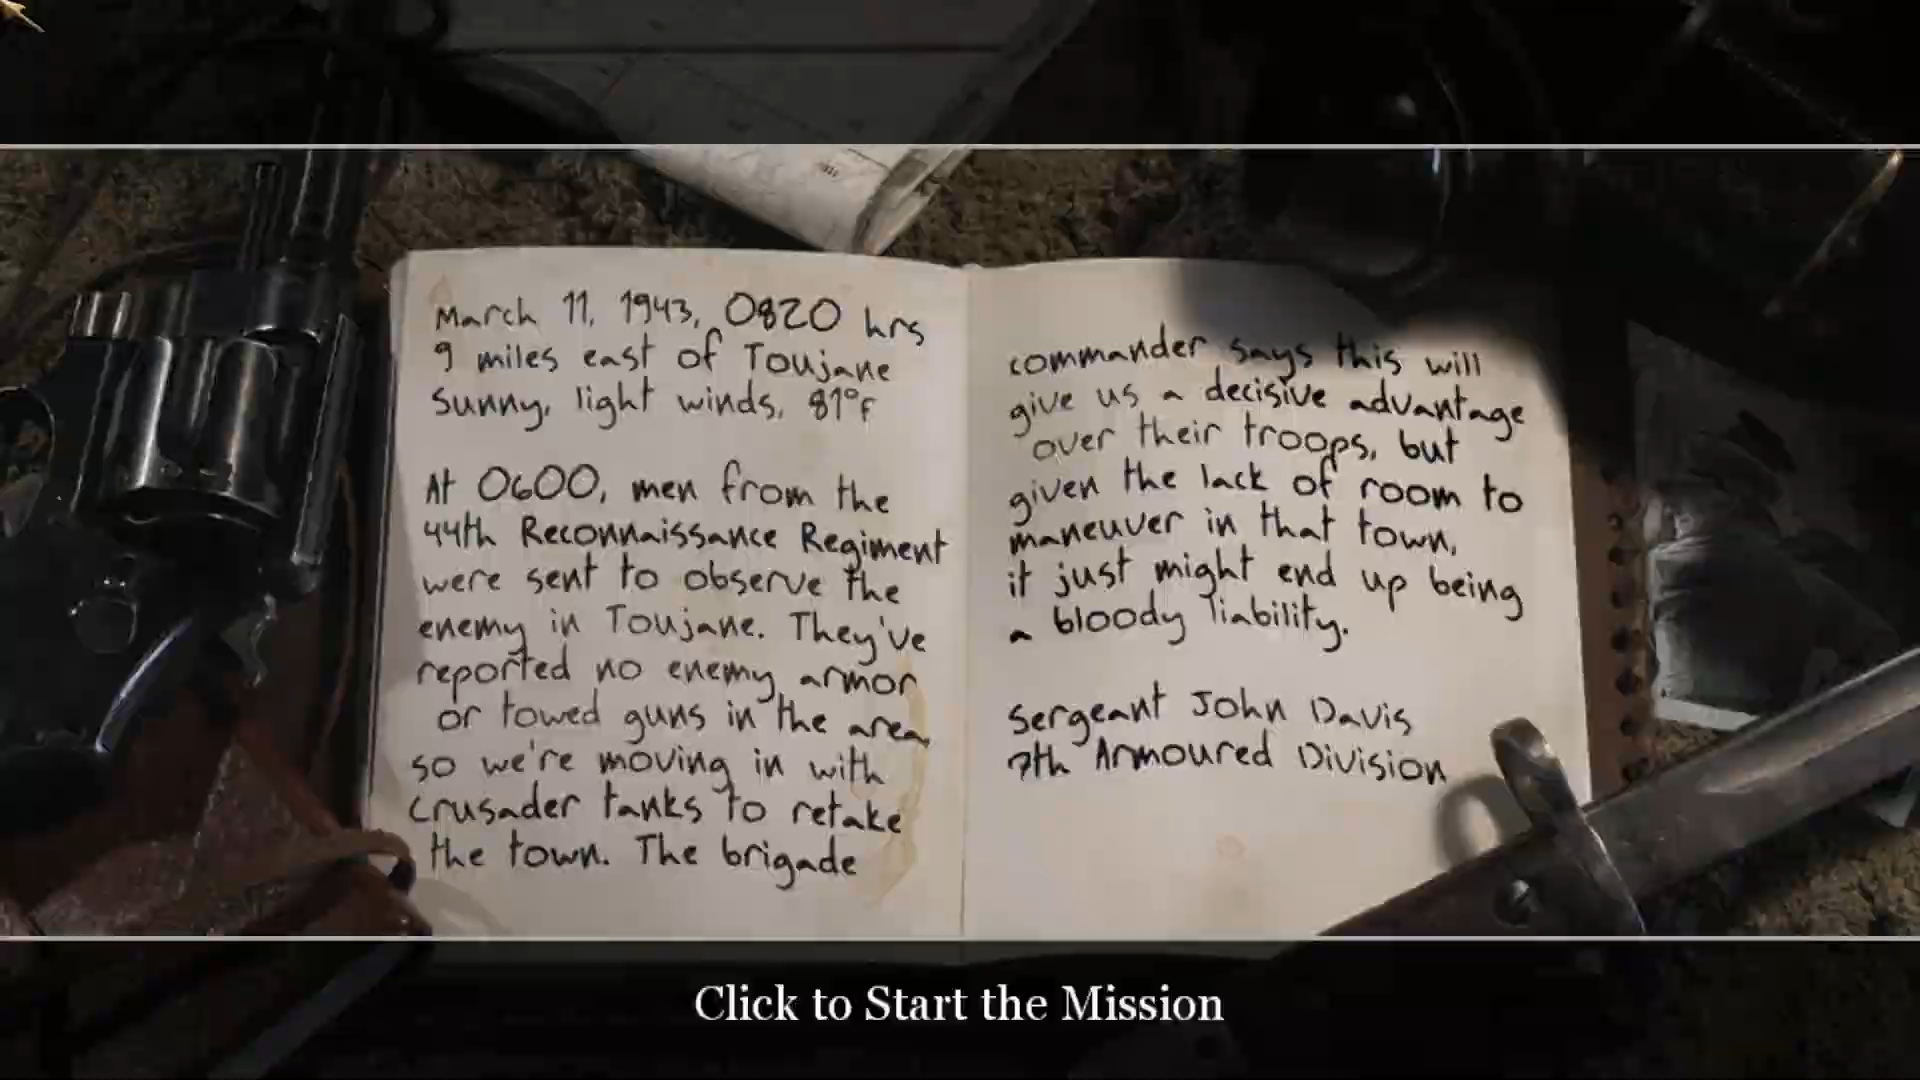 March 11, 1943, 0820 hrs
9 miles east of Toujane
Sunny, light winds, 81°F
At 0600, men from the
44th Reconnaissance Regiment
were sent to observe the
enemy in Toujane. They've
reported no enemy armor
or towed guns in the area
so we're moving in with
Crusader tanks to retake
the town. The brigade
commander says this will
give us a decisive advantage
over their troops, but
given the lack of room to
maneuver in that town,
it just might end up being
a bloody liability.
Sergeant John Davis
7th Armoured Division
Click to Start the Mission